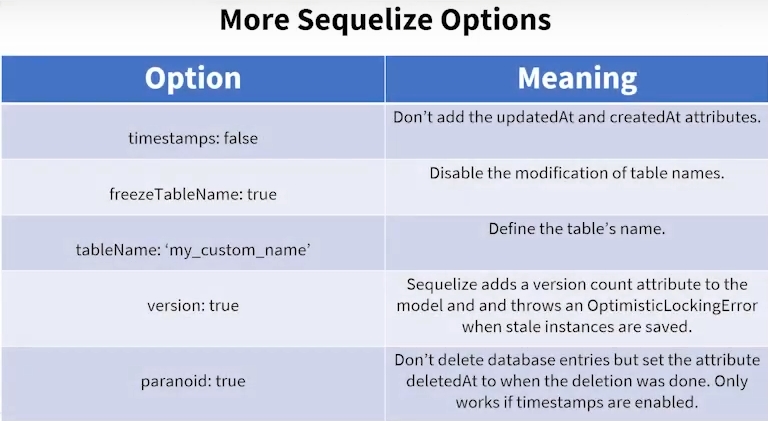 More Sequelize Options
Option
Meaning
timestamps: false
Don’t add the updatedAt and createdAt attributes.
freezeTableName: true
Disable the modification of table names.
tableName: ‘my_custom_name’
Define the table’s name.
version: true
Sequelize adds a version count attribute to the
model and and throws an OptimisticLockingError
when stale instances are saved.
paranoid: true
Don’t delete database entries but set the attribute
deletedAt to when the deletion was done. Only
works if timestamps are enabled.